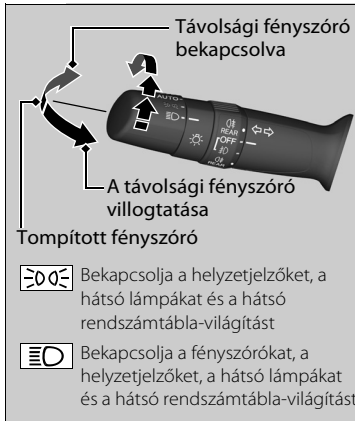 Távolsági fényszóró
bekapcsolva
AUTO
REAR
OFF
REAR
A távolsági fényszóró
villogtatása
Tompított fényszóró
Bekapcsolja a helyzetjelzőket, a
hátsó lámpákat és a hátsó
rendszámtábla-világítást
Bekapcsolja a fényszórókat, a
helyzetjelzőket, a hátsó lámpákat
és a hátsó rendszámtábla-világítást